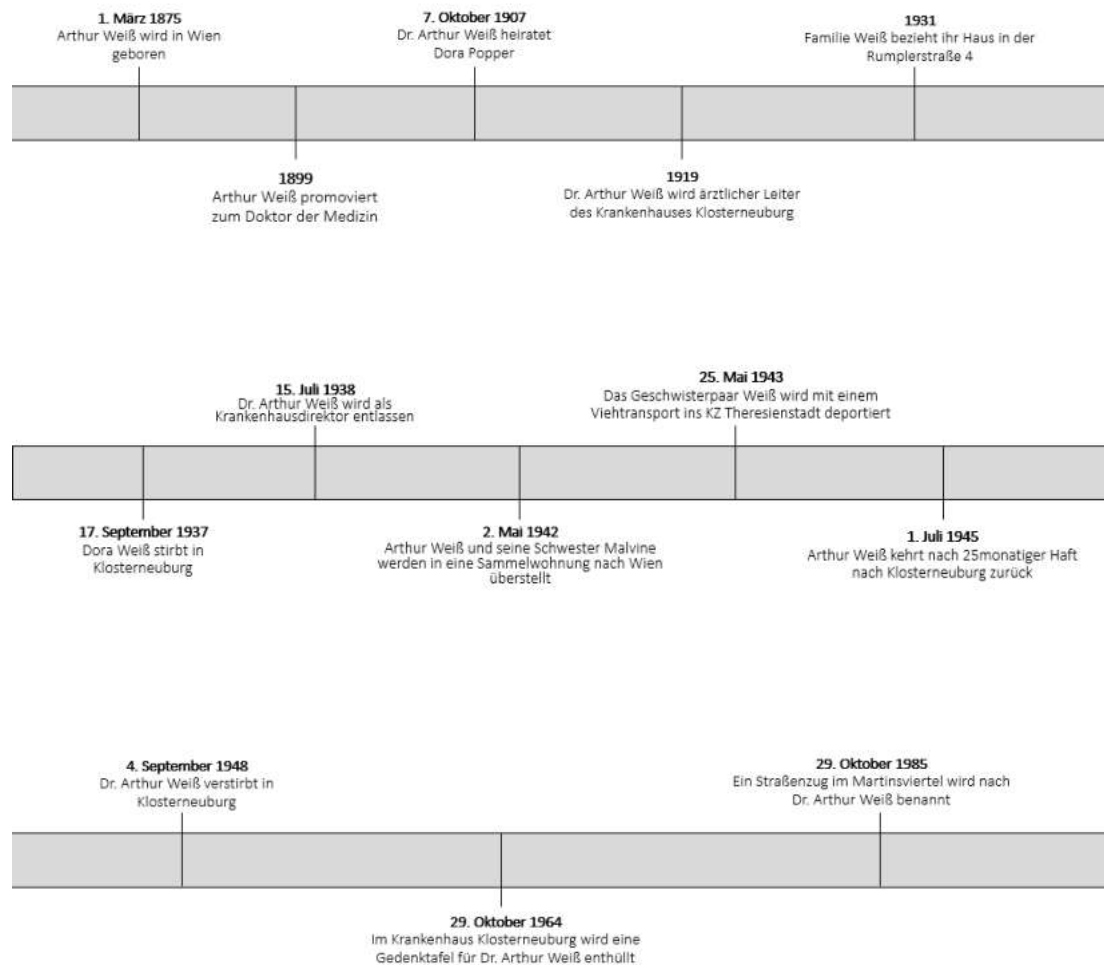 1. März 1875
Arthur Weiß wird in Wien
geboren
1899
Arthur Weiß promoviert
zum Doktor der Medizin
7. Oktober 1907
Dr. Arthur Weiß heiratet
Dora Popper
1919
Dr. Arthur Weiß wird ärztlicher Leiter
des Krankenhauses Klosterneuburg
1931
Familie Weiß bezieht ihr Haus in der
Rumplerstraße 4
17. September 1937
Dora Weiß stirbt in
Klosterneuburg
15. Juli 1938
Dr. Arthur Weiß wird als
Krankenhausdirektor entlassen
2. Mai 1942
Arthur Weiß und seine Schwester Malvine
werden in eine Sammelwohnung nach Wien
überstellt
25. Mai 1943
Das Geschwisterpaar Weiß wird mit einem
Viehtransport ins KZ Theresienstadt deportiert
1. Juli 1945
Arthur Weiß kehrt nach 25monatiger Haft
nach Klosterneuburg zurück
4. September 1948
Dr. Arthur Weiß verstirbt in
Klosterneuburg
29. Oktober 1964
Im Krankenhaus Klosterneuburg wird eine
Gedenktafel für Dr. Arthur Weiß enthüllt
29. Oktober 1985
Ein Straßenzug im Martinsviertel wird nach
Dr. Arthur Weiß benannt